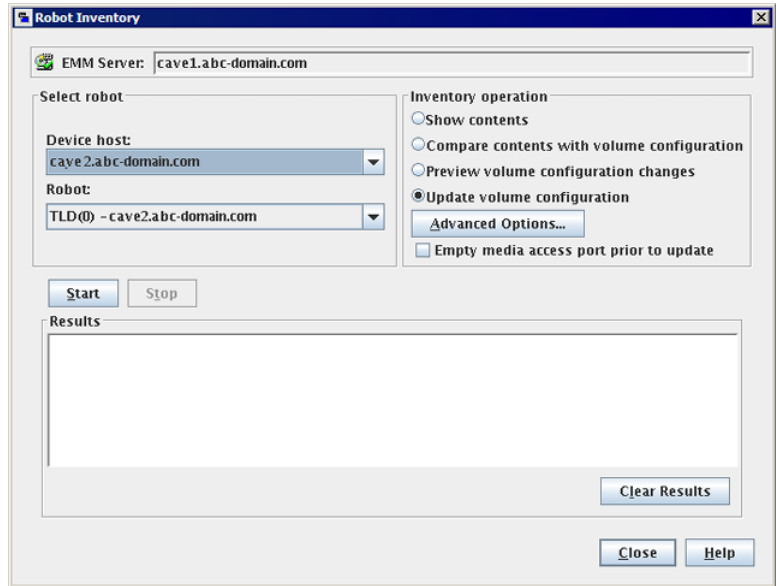 Robot Inventory
EMM Server: cave1.abc-domain.com
Select robot
Device host:
cave2.abc-domain.com
Robot:
TLD(0) - cave2.abc-domain.com
Inventory operation
Show contents
Compare contents with volume configuration
Preview volume configuration changes
Update volume configuration
Advanced Options...
Empty media access port prior to update
Start Stop
Results
Clear Results
Close Help